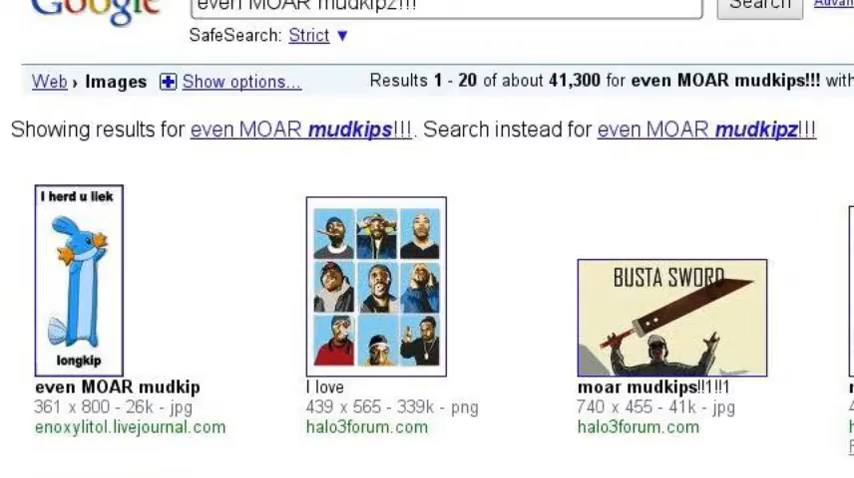 Google even MOAR mudkipz!!! Search
SafeSearch: Strict ▼
Web › Images Show options... Results 1 - 20 of about 41,300 for even MOAR mudkips!!! with
Showing results for even MOAR mudkips!!!. Search instead for even MOAR mudkipz!!!
I herd u liek
longkip
BUSTA SWORD
even MOAR mudkip
361 x 800 - 26k - jpg
enoxylitol.livejournal.com
I love
439 x 565 - 339k - png
halo3forum.com
moar mudkips!!1!!1
740 x 455 - 41k - jpg
halo3forum.com